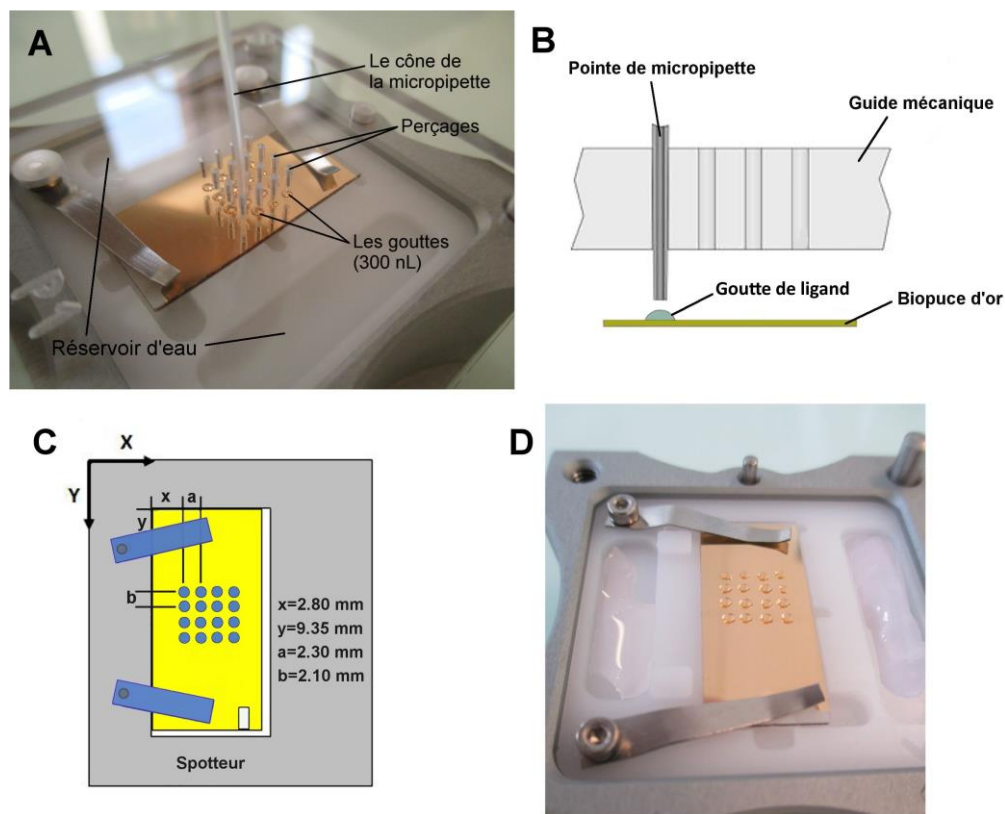 A
Le cône de
la micropipette
Perçages
Les gouttes
(300 nL)
Réservoir d'eau
B
Pointe de micropipette
Guide mécanique
Goutte de ligand
Biopuce d'or
C
X
Y
x
a
y
b
x=2.80 mm
y=9.35 mm
a=2.30 mm
b=2.10 mm
Spotteur
D